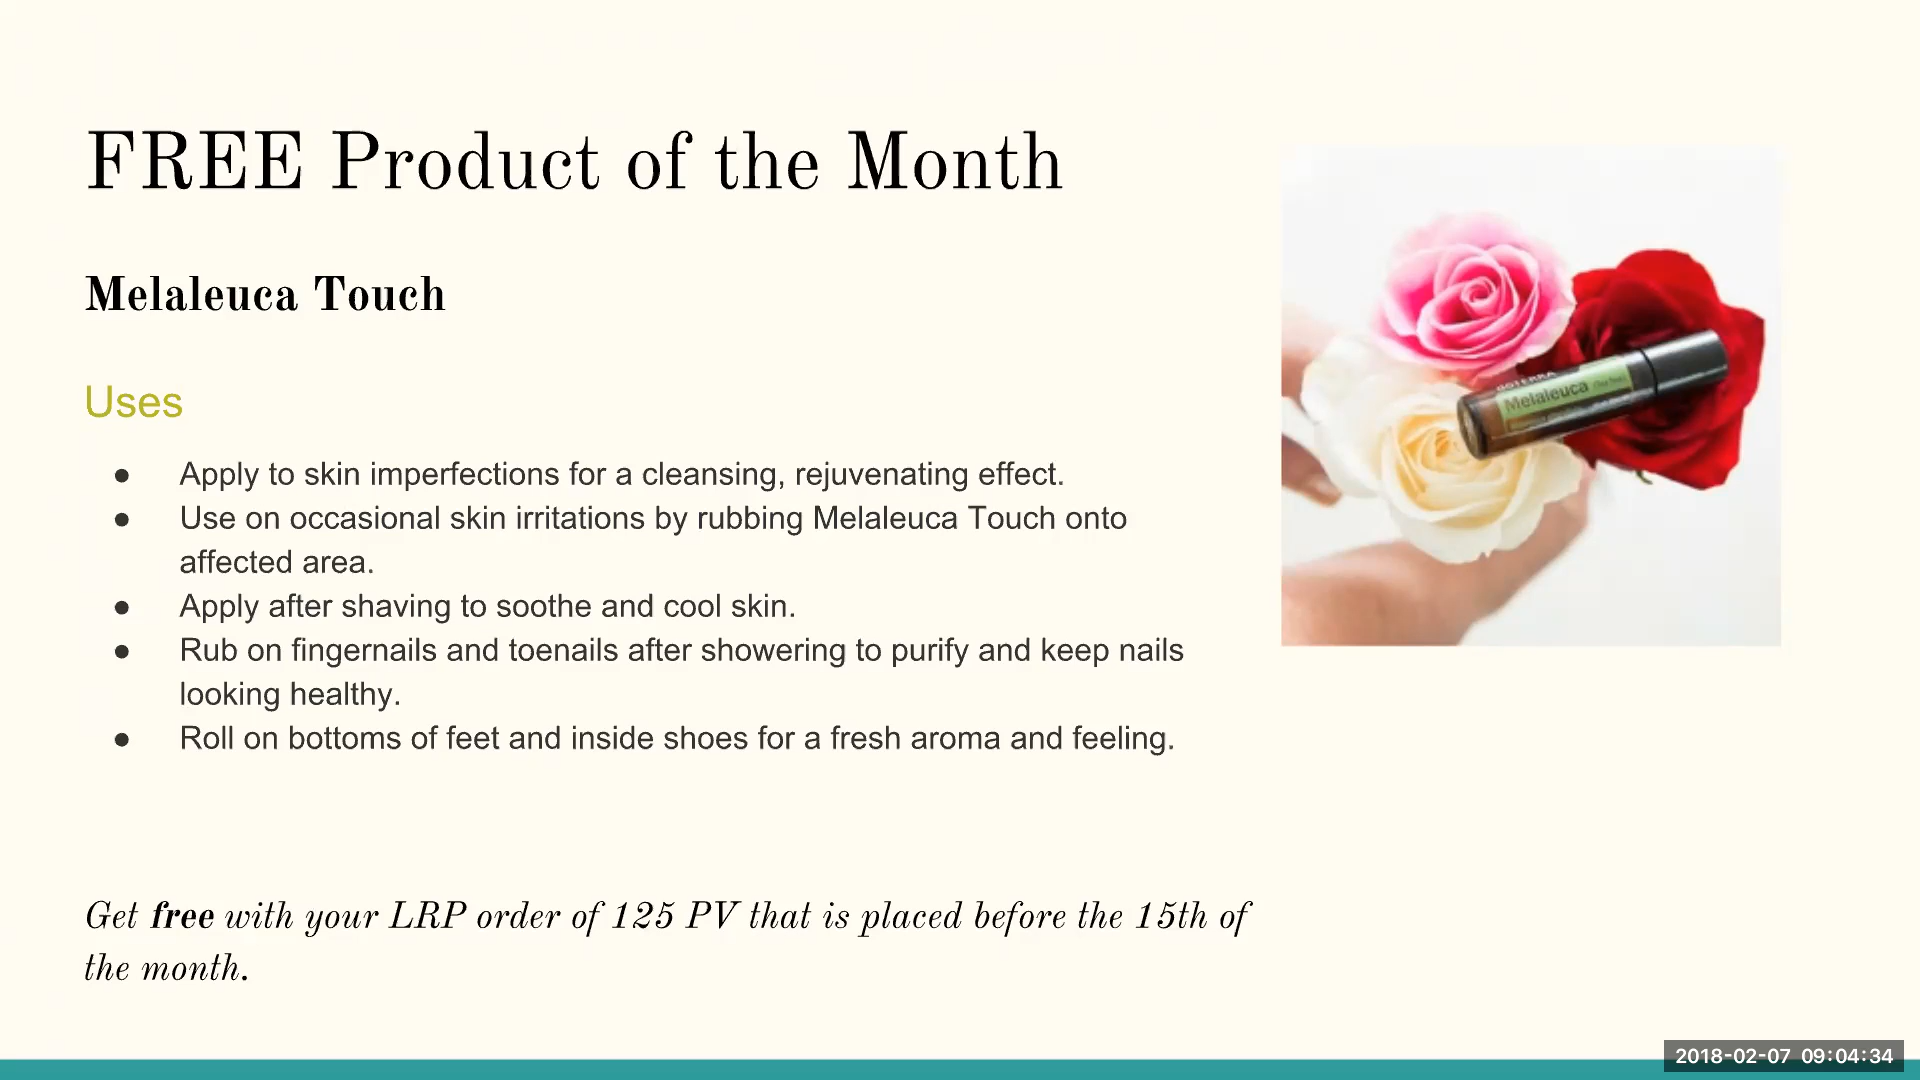 FREE Product of the Month
Melaleuca Touch
Uses
● Apply to skin imperfections for a cleansing, rejuvenating effect.
● Use on occasional skin irritations by rubbing Melaleuca Touch onto
affected area.
● Apply after shaving to soothe and cool skin.
● Rub on fingernails and toenails after showering to purify and keep nails
looking healthy.
● Roll on bottoms of feet and inside shoes for a fresh aroma and feeling.
dōTERRA
Melaleuca
Get free with your LRP order of 125 PV that is placed before the 15th of
the month.
2018-02-07 09:04:34